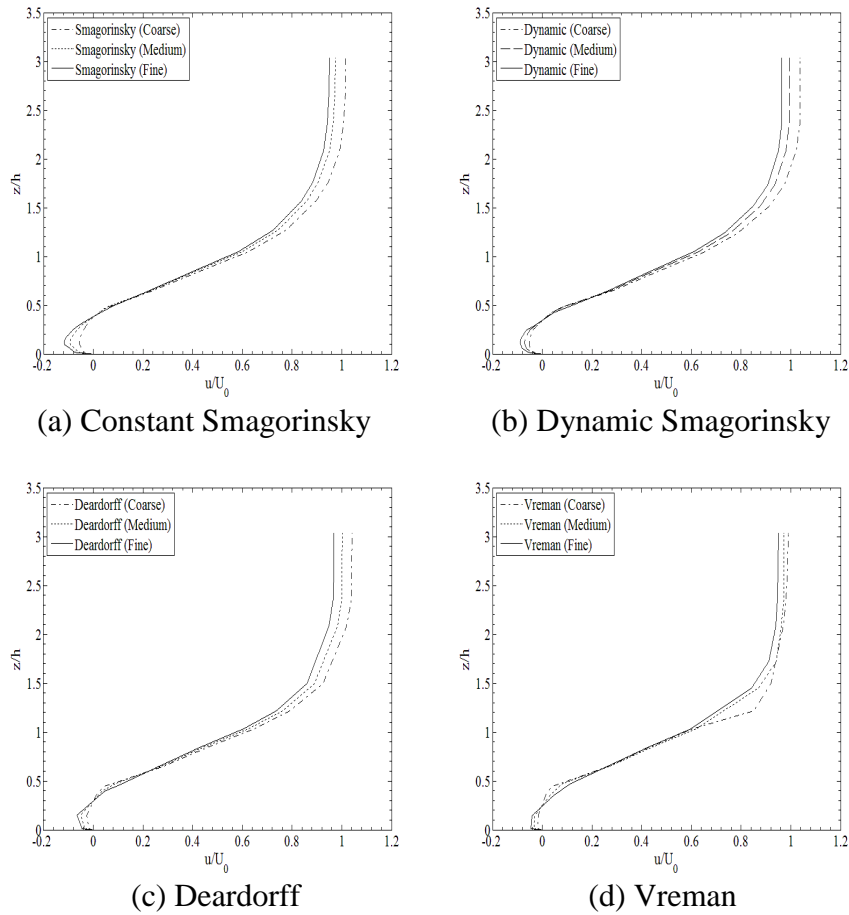 Smagorinsky (Coarse)
Smagorinsky (Medium)
Smagorinsky (Fine)
3.5
3
2.5
2
1.5
1
0.5
0
z/h
-0.2 0 0.2 0.4 0.6 0.8 1 1.2
u/U0
(a) Constant Smagorinsky
Dynamic (Coarse)
Dynamic (Medium)
Dynamic (Fine)
3.5
3
2.5
2
1.5
1
0.5
0
z/h
-0.2 0 0.2 0.4 0.6 0.8 1 1.2
u/U0
(b) Dynamic Smagorinsky
Deardorff (Coarse)
Deardorff (Medium)
Deardorff (Fine)
3.5
3
2.5
2
1.5
1
0.5
0
z/h
-0.2 0 0.2 0.4 0.6 0.8 1 1.2
u/U0
(c) Deardorff
Vreman (Coarse)
Vreman (Medium)
Vreman (Fine)
3.5
3
2.5
2
1.5
1
0.5
0
z/h
-0.2 0 0.2 0.4 0.6 0.8 1 1.2
u/U0
(d) Vreman